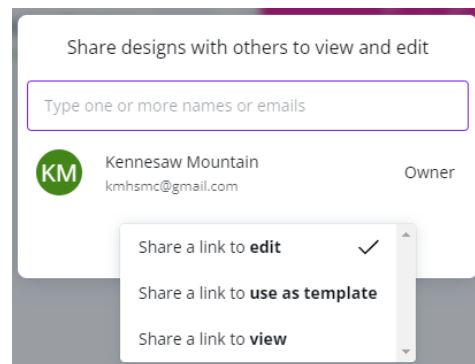 Share designs with others to view and edit
Type one or more names or emails
KM
Kennesaw Mountain
kmhsmc@gmail.com
Owner
Share a link to edit
Share a link to use as template
Share a link to view